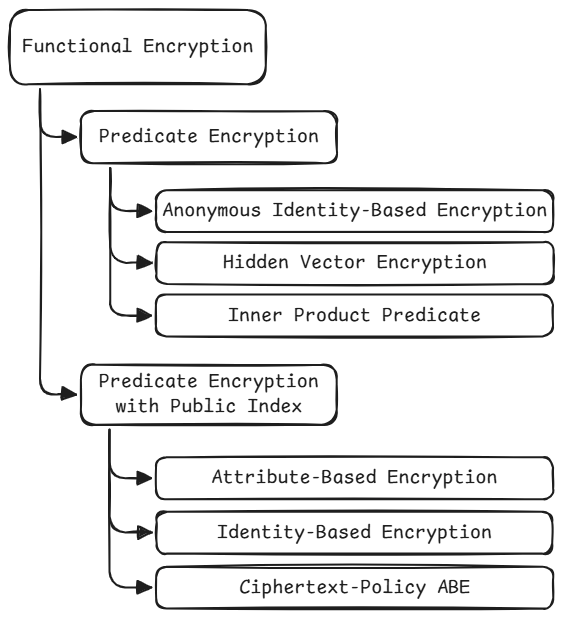 Functional Encryption
Predicate Encryption
Anonymous Identity-Based Encryption
Hidden Vector Encryption
Inner Product Predicate
Predicate Encryption
with Public Index
Attribute-Based Encryption
Identity-Based Encryption
Ciphertext-Policy ABE